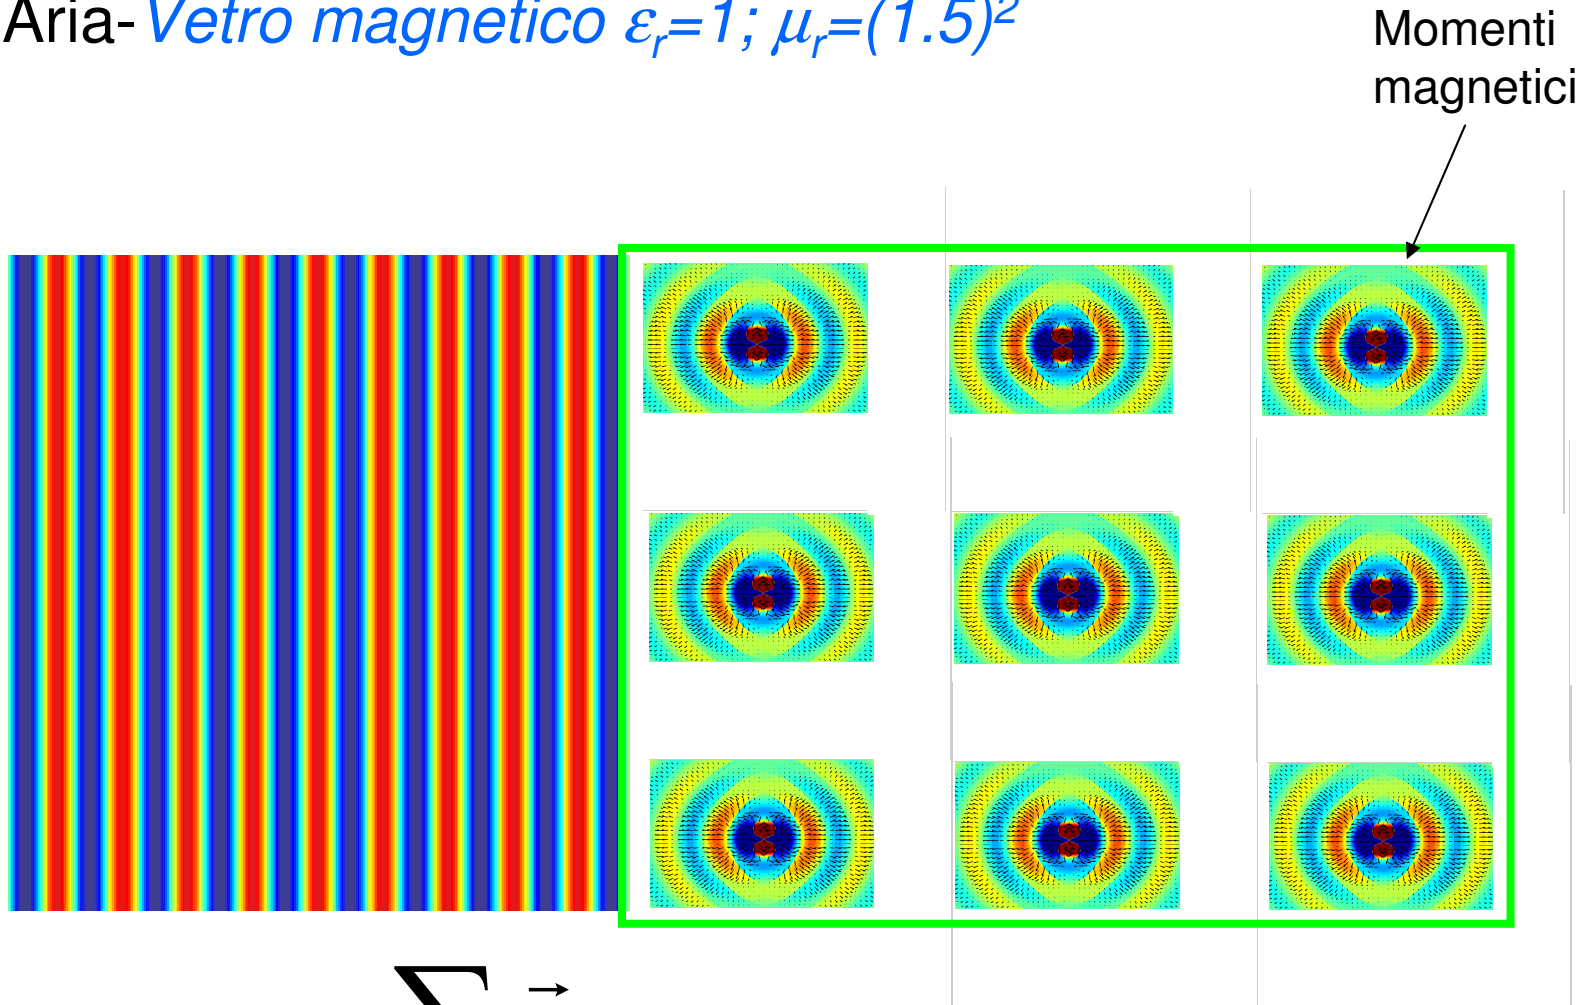 Aria-Vetro magnetico εr=1; μr=(1.5)²
Momenti
magnetici
∑ →